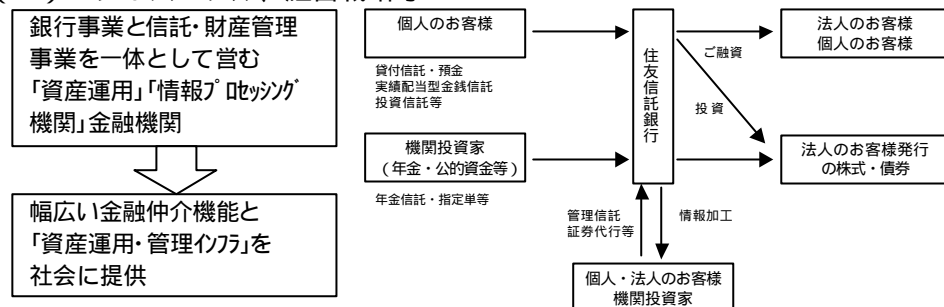 銀行事業と信託・財産管理
事業を一体として営む
「資産運用」「情報プロセッシング
機関」金融機関
幅広い金融仲介機能と
「資産運用・管理インフラ」を
社会に提供
個人のお客様
貸付信託・預金
実績配当型金銭信託
投資信託等
機関投資家
（年金・公的資金等）
年金信託・指定単等
住友信託銀行
ご融資
投資
法人のお客様
個人のお客様
法人のお客様発行
の株式・債券
管理信託
証券代行等
情報加工
個人・法人のお客様
機関投資家